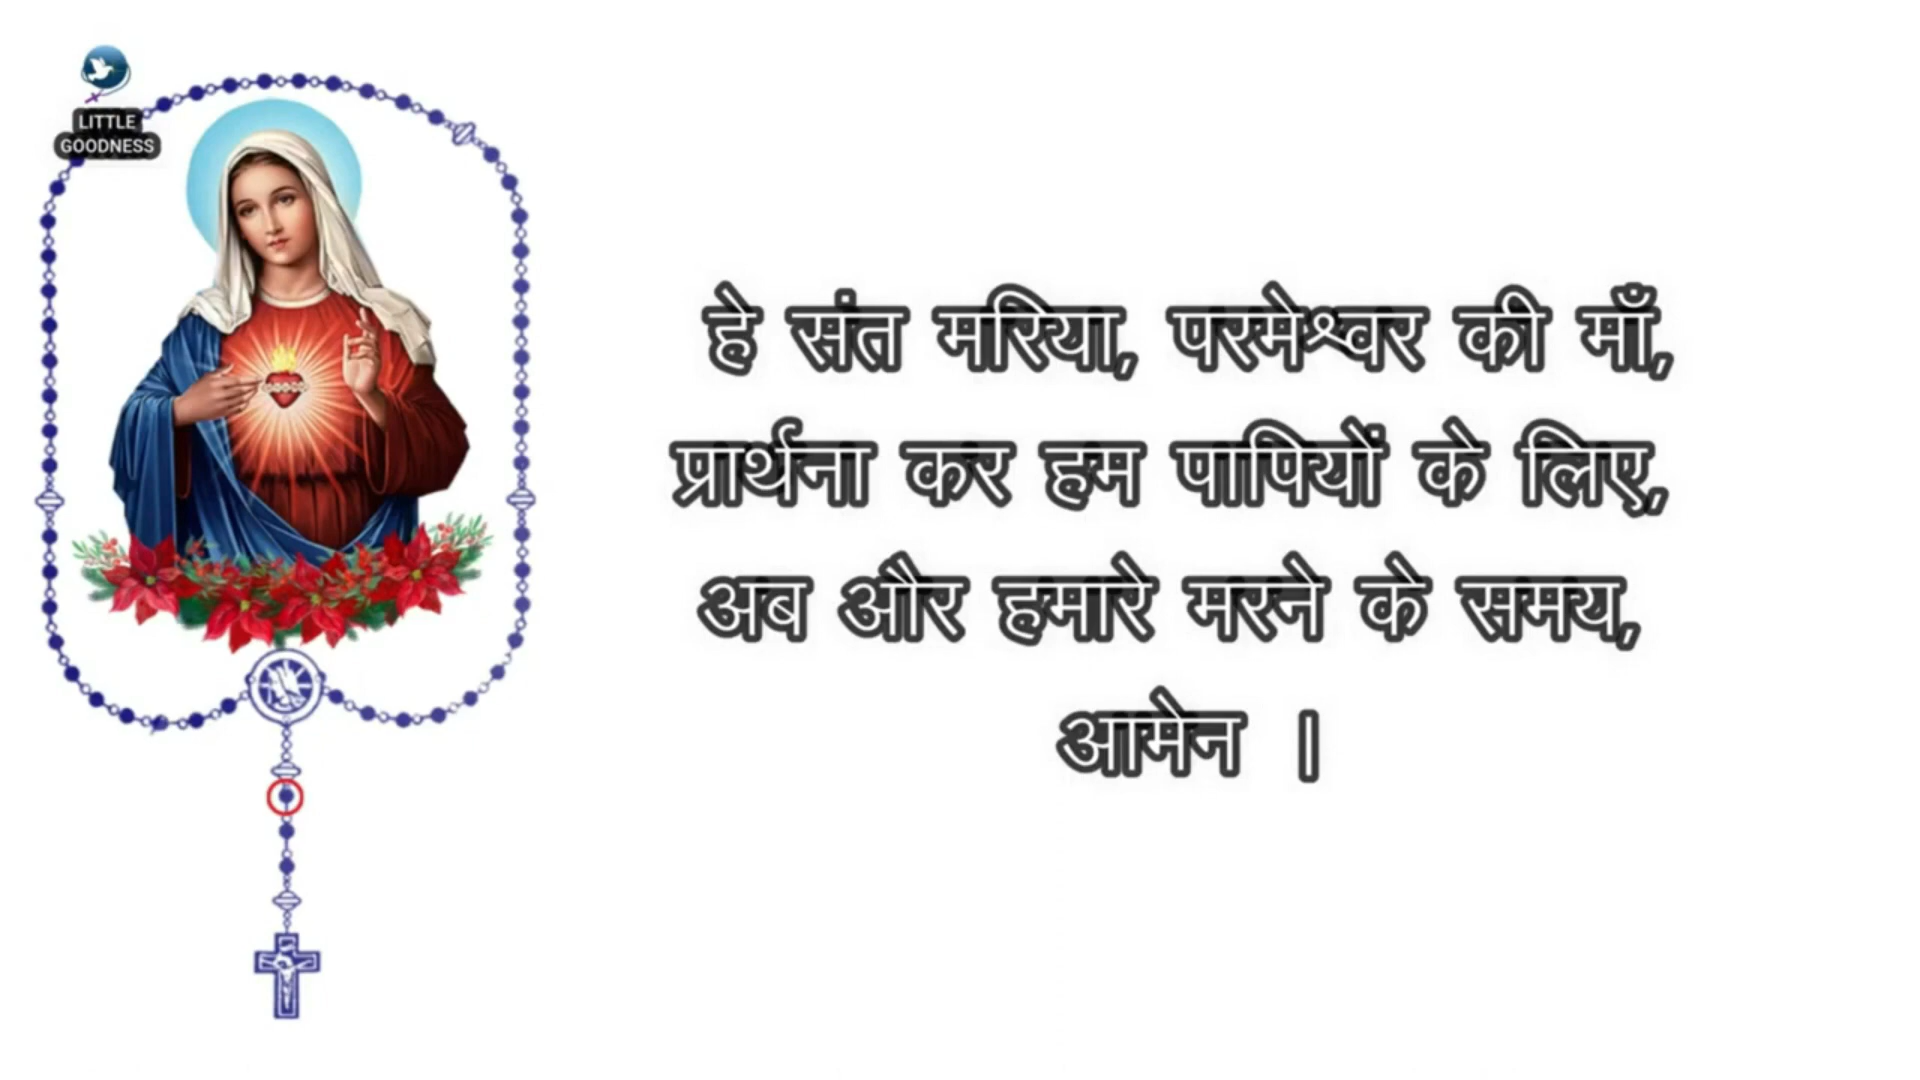 LITTLE
GOODNESS
हे संत मरिया, परमेश्वर की माँ,
प्रार्थना कर हम पापियों के लिए,
अब और हमारे मरने के समय,
आमेन ।